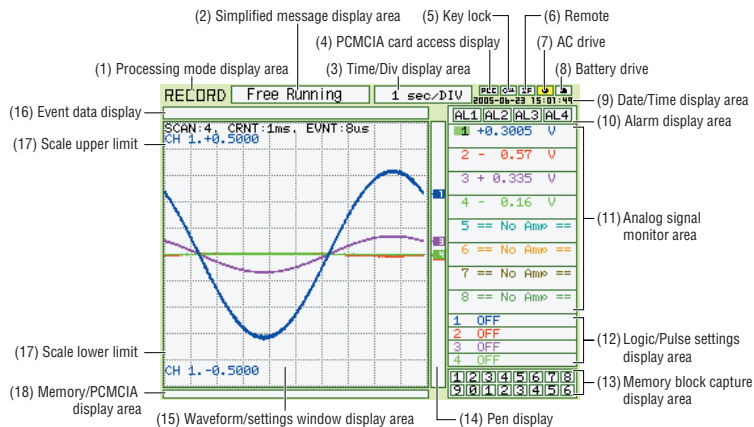 (2) Simplified message display area
(5) Key lock
(6) Remote
(4) PCMCIA card access display
(7) AC drive
(1) Processing mode display area
(3) Time/Div display area
(8) Battery drive
RECORD
Free Running
1 sec/DIV
2005-06-23 15:01:49
(9) Date/Time display area
(16) Event data display
AL1 AL2 AL3 AL4
(10) Alarm display area
(17) Scale upper limit
SCAN:4, CRNT:1ms, EVNT:8us
CH 1.+0.5000
1 +0.3005 V
2 - 0.57 V
3 + 0.335 V
4 - 0.16 V
5 == No Amp ==
6 == No Amp ==
7 == No Amp ==
8 == No Amp ==
(11) Analog signal
monitor area
1
3
4
1 OFF
2 OFF
3 OFF
4 OFF
(12) Logic/Pulse settings
display area
(17) Scale lower limit
CH 1.-0.5000
1 2 3 4 5 6 7 8
9 0 1 2 3 4 5 6
(13) Memory block capture
display area
(18) Memory/PCMCIA
display area
(15) Waveform/settings window display area
(14) Pen display